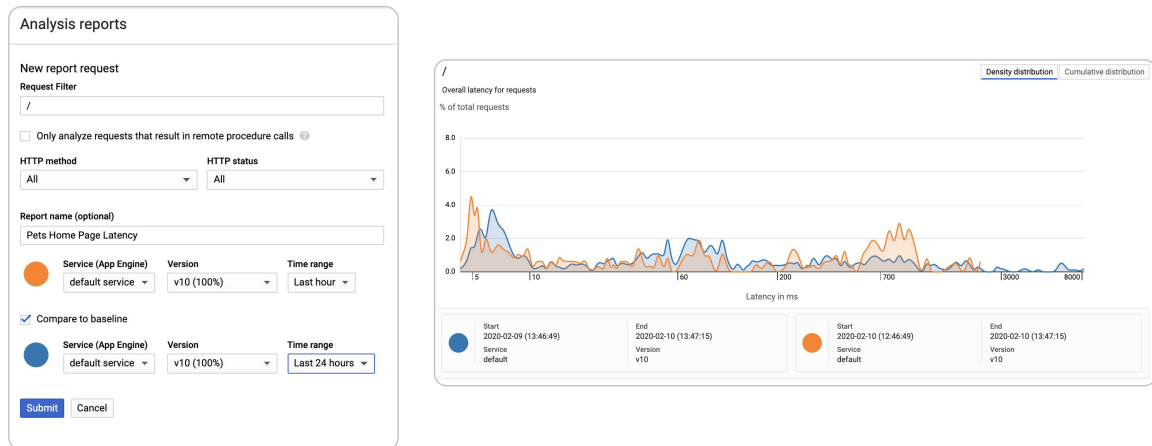 Analysis reports
New report request
Request Filter
/
Only analyze requests that result in remote procedure calls ?
HTTP method HTTP status
All All
Report name (optional)
Pets Home Page Latency
Service (App Engine) Version Time range
default service v10 (100%) Last hour
Compare to baseline
Service (App Engine) Version Time range
default service v10 (100%) Last 24 hours
Submit Cancel
/
Density distribution Cumulative distribution
Overall latency for requests
% of total requests
8.0
6.0
4.0
2.0
0.0
5 10 60 200 700 3000 8000
Latency in ms
Start End
2020-02-09 (13:46:49) 2020-02-10 (13:47:15)
Service Version
default v10
Start End
2020-02-10 (12:46:49) 2020-02-10 (13:47:15)
Service Version
default v10